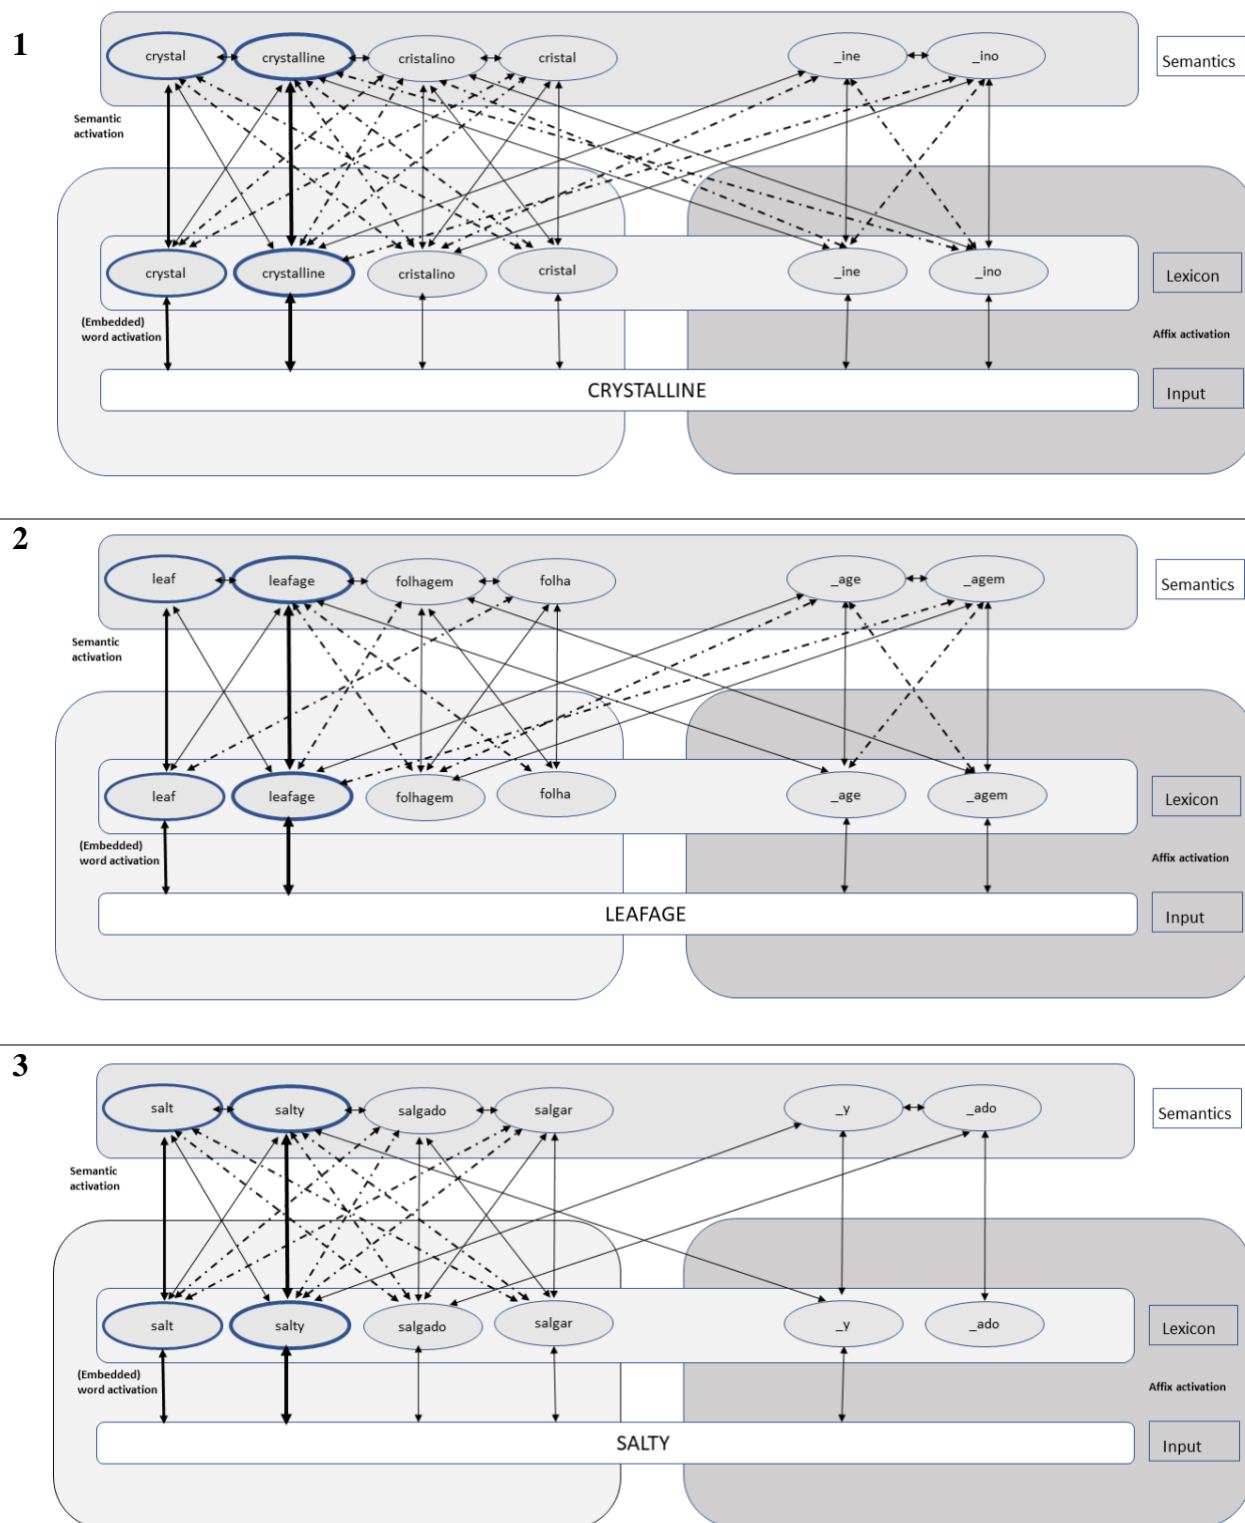 1
crystal crystalline cristalino cristal _ine _ino
Semantics
Semantic
activation
crystal crystalline cristalino cristal _ine _ino
Lexicon
(Embedded)
word activation
Affix activation
CRYSTALLINE
Input
2
leaf leafage folhagem folha _age _agem
Semantics
Semantic
activation
leaf leafage folhagem folha _age _agem
Lexicon
(Embedded)
word activation
Affix activation
LEAFAGE
Input
3
salt salty salgado salgar _y _ado
Semantics
Semantic
activation
salt salty salgado salgar _y _ado
Lexicon
(Embedded)
word activation
Affix activation
SALTY
Input